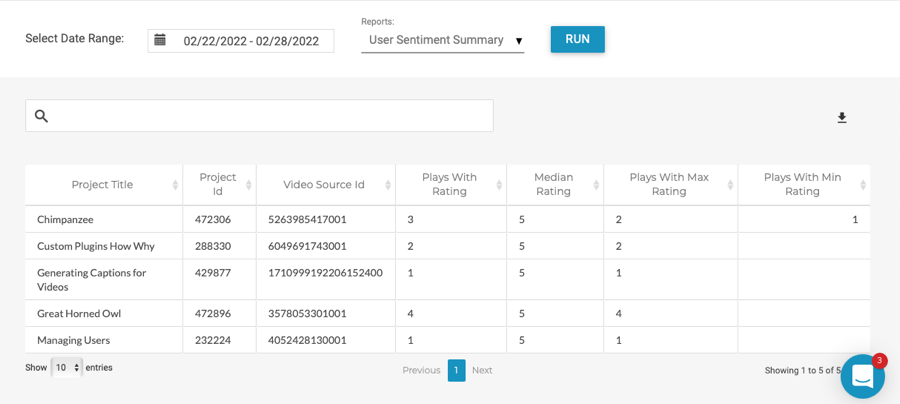 Reports:
Select Date Range: 02/22/2022 - 02/28/2022 User Sentiment Summary RUN
Project Title Project Id Video Source Id Plays With Rating Median Rating Plays With Max Rating Plays With Min Rating
Chimpanzee 472306 5263985417001 3 5 2 1
Custom Plugins How Why 288330 6049691743001 2 5 2
Generating Captions for Videos 429877 1710999192206152400 1 5 1
Great Horned Owl 472896 3578053301001 4 5 4
Managing Users 232224 4052428130001 1 5 1
Show 10 entries Previous 1 Next Showing 1 to 5 of 5
3